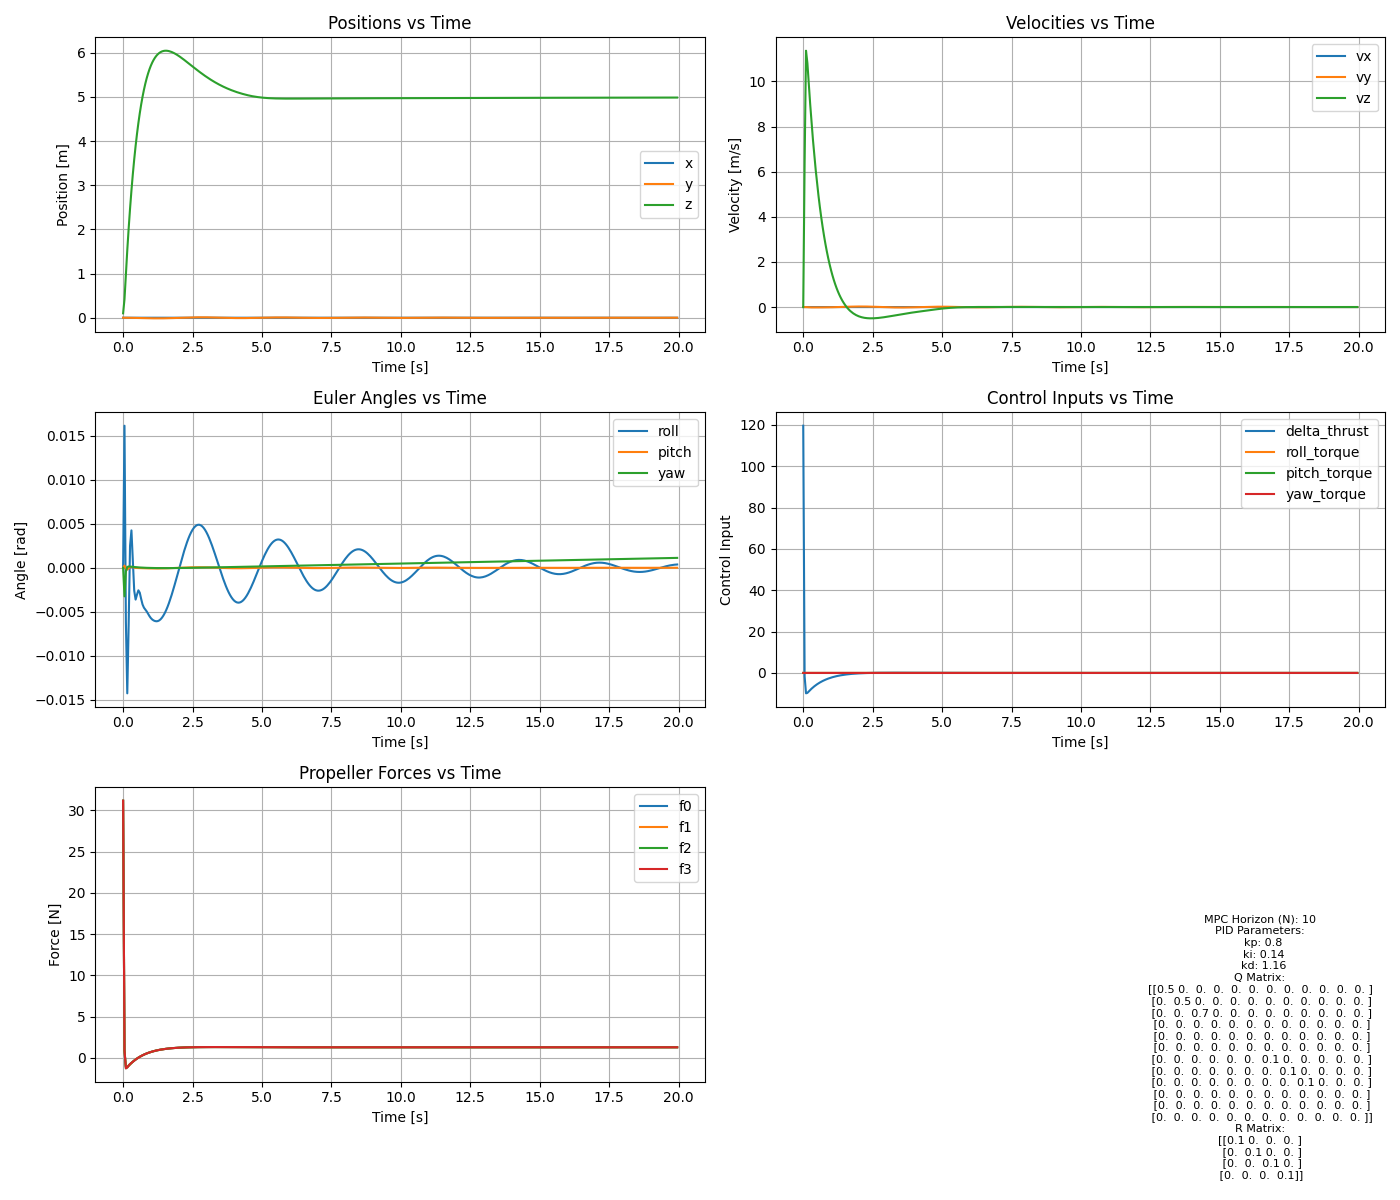 Positions vs Time
Position [m]
6
5
4
3
2
1
0
x
y
z
0.0 2.5 5.0 7.5 10.0 12.5 15.0 17.5 20.0
Time [s]
Velocities vs Time
Velocity [m/s]
10
8
6
4
2
0
vx
vy
vz
0.0 2.5 5.0 7.5 10.0 12.5 15.0 17.5 20.0
Time [s]
Euler Angles vs Time
Angle [rad]
0.015
0.010
0.005
0.000
−0.005
−0.010
−0.015
roll
pitch
yaw
0.0 2.5 5.0 7.5 10.0 12.5 15.0 17.5 20.0
Time [s]
Control Inputs vs Time
Control Input
120
100
80
60
40
20
0
delta_thrust
roll_torque
pitch_torque
yaw_torque
0.0 2.5 5.0 7.5 10.0 12.5 15.0 17.5 20.0
Time [s]
Propeller Forces vs Time
Force [N]
30
25
20
15
10
5
0
f0
f1
f2
f3
0.0 2.5 5.0 7.5 10.0 12.5 15.0 17.5 20.0
Time [s]
MPC Horizon (N): 10
PID Parameters:
kp: 0.8
ki: 0.14
kd: 1.16
Q Matrix:
[[0.5 0. 0. 0. 0. 0. 0. 0. 0. 0. 0. 0. ]
[0. 0.5 0. 0. 0. 0. 0. 0. 0. 0. 0. 0. ]
[0. 0. 0.7 0. 0. 0. 0. 0. 0. 0. 0. 0. ]
[0. 0. 0. 0. 0. 0. 0. 0. 0. 0. 0. 0. ]
[0. 0. 0. 0. 0. 0. 0. 0. 0. 0. 0. 0. ]
[0. 0. 0. 0. 0. 0. 0. 0. 0. 0. 0. 0. ]
[0. 0. 0. 0. 0. 0. 0.1 0. 0. 0. 0. 0. ]
[0. 0. 0. 0. 0. 0. 0. 0.1 0. 0. 0. 0. ]
[0. 0. 0. 0. 0. 0. 0. 0. 0.1 0. 0. 0. ]
[0. 0. 0. 0. 0. 0. 0. 0. 0. 0. 0. 0. ]
[0. 0. 0. 0. 0. 0. 0. 0. 0. 0. 0. 0. ]
[0. 0. 0. 0. 0. 0. 0. 0. 0. 0. 0. 0. ]]
R Matrix:
[[0.1 0. 0. 0. ]
[0. 0.1 0. 0. ]
[0. 0. 0.1 0. ]
[0. 0. 0. 0.1]]